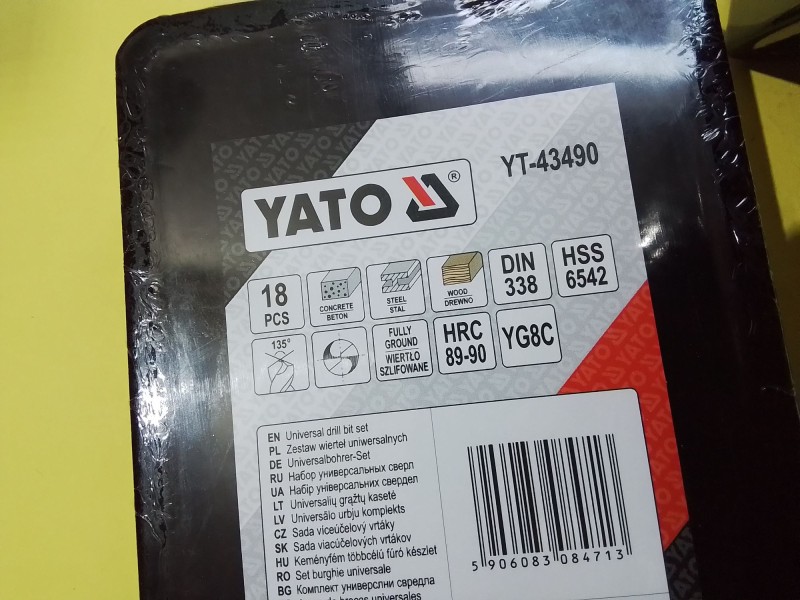 YATO ®
YT-43490
18
PCS
CONCRETE
BETON
STEEL
STAL
WOOD
DREWNO
DIN
338
HSS
6542
135°
FULLY
GROUND
WIERTŁO
SZLIFOWANE
HRC
89-90
YG8C
EN Universal drill bit set
PL Zestaw wierteł uniwersalnych
DE Universalbohrer-Set
RU Набор универсальных сверл
UA Набір універсальних свердел
LT Universalių grąžtų kasetė
LV Universālo urbju komplekts
CZ Sada víceúčelový vrtáky
SK Sada viacúčelových vrtákov
HU Keményfém többcélú fúró készlet
RO Set burghie universale
BG Комплект универслни свредла
brocas universales
5 906083 084713